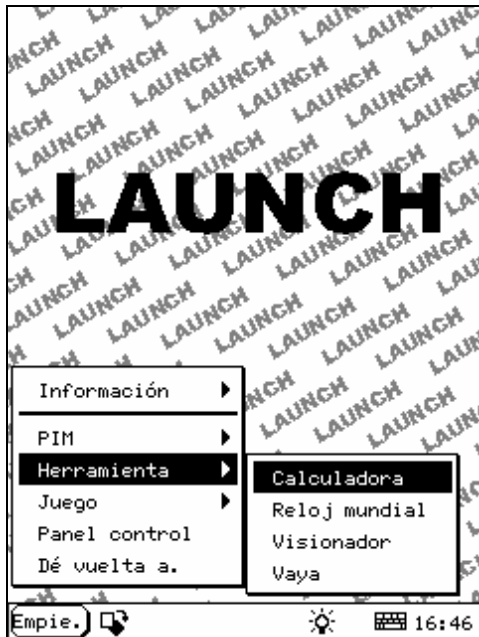 LAUNCH
Información
PIM
Herramienta
Juego
Panel control
Dé vuelta a.
Calculadora
Reloj mundial
Visionador
Vaya
Empie.
16:46